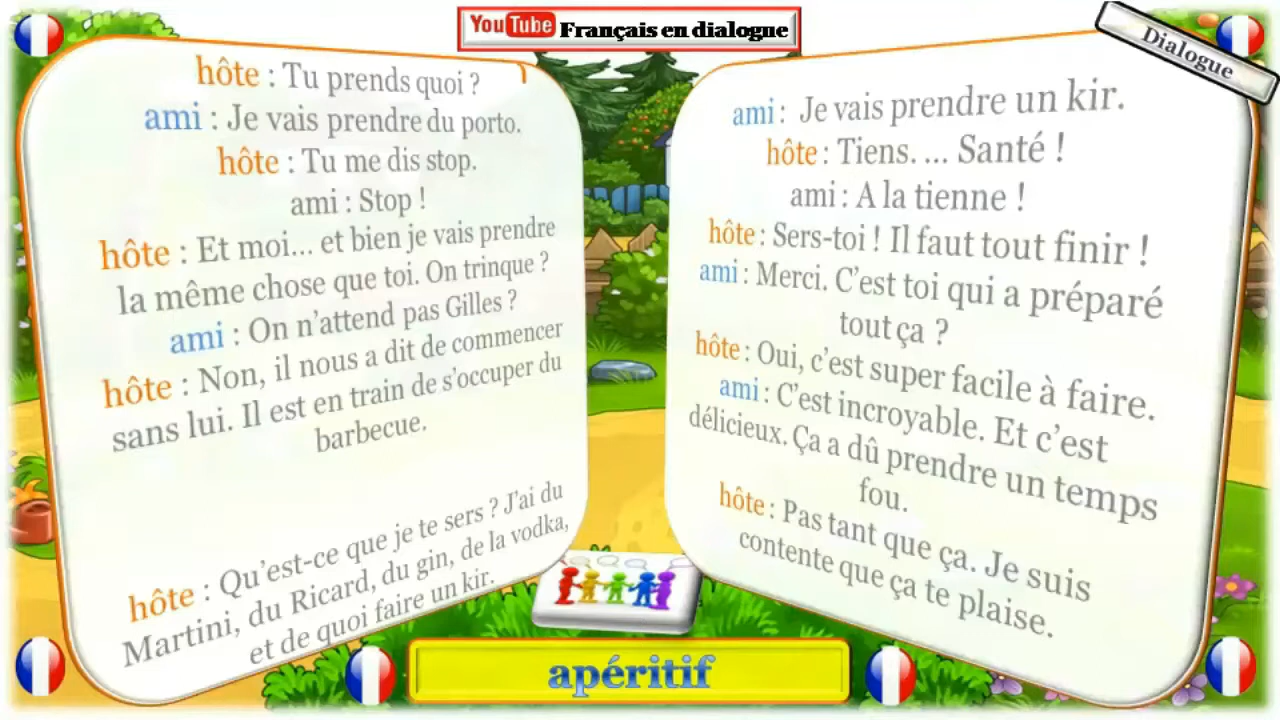 YouTube Français en dialogue
Dialogue
hôte : Tu prends quoi ?
ami : Je vais prendre du porto.
hôte : Tu me dis stop.
ami : Stop !
hôte : Et moi... et bien je vais prendre
la même chose que toi. On trinque ?
ami : On n'attend pas Gilles ?
hôte : Non, il nous a dit de commencer
sans lui. Il est en train de s'occuper du
barbecue.
hôte : Qu'est-ce que je te sers ? J'ai du
Martini, du Ricard, du gin, de la vodka,
et de quoi faire un kir.
ami : Je vais prendre un kir.
hôte : Tiens. ... Santé !
ami : A la tienne !
hôte : Sers-toi ! Il faut tout finir !
ami : Merci. C'est toi qui a préparé
tout ça ?
hôte : Oui, c'est super facile à faire.
ami : C'est incroyable. Et c'est
délicieux. Ça a dû prendre un temps
fou.
hôte : Pas tant que ça. Je suis
contente que ça te plaise.
apéritif